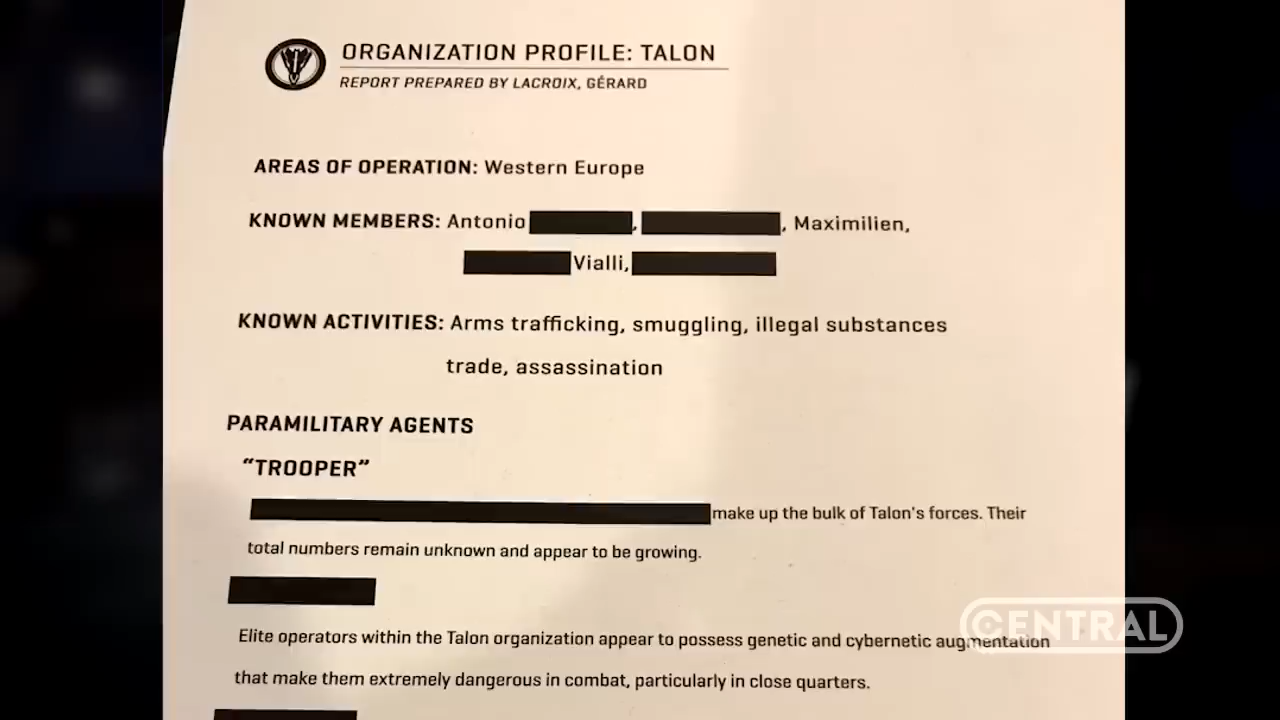 ORGANIZATION PROFILE: TALON
REPORT PREPARED BY LACROIX, GÉRARD
AREAS OF OPERATION: Western Europe
KNOWN MEMBERS: Antonio , , Maximilien,
Vialli,
KNOWN ACTIVITIES: Arms trafficking, smuggling, illegal substances
trade, assassination
PARAMILITARY AGENTS
“TROOPER”
make up the bulk of Talon's forces. Their
total numbers remain unknown and appear to be growing.
Elite operators within the Talon organization appear to possess genetic and cybernetic augmentation
that make them extremely dangerous in combat, particularly in close quarters.
CENTRAL